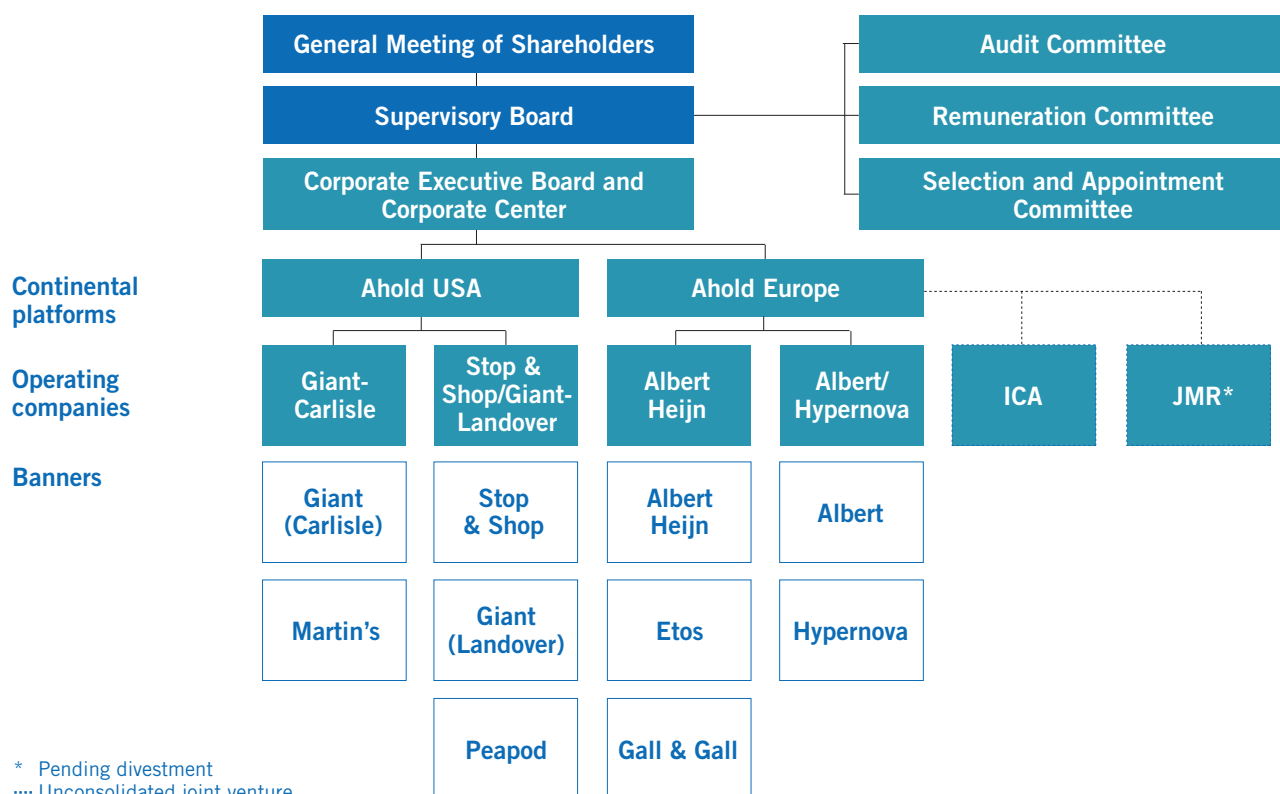 General Meeting of Shareholders
Audit Committee
Supervisory Board
Remuneration Committee
Corporate Executive Board and
Corporate Center
Selection and Appointment
Committee
Continental
platforms
Ahold USA
Ahold Europe
Operating
companies
Giant-
Carlisle
Stop &
Shop/Giant-
Landover
Albert
Heijn
Albert/
Hypernova
ICA
JMR*
Banners
Giant
(Carlisle)
Stop
& Shop
Albert
Heijn
Albert
Martin's
Giant
(Landover)
Etos
Hypernova
Peapod
Gall & Gall
* Pending divestment
Unconsolidated joint venture